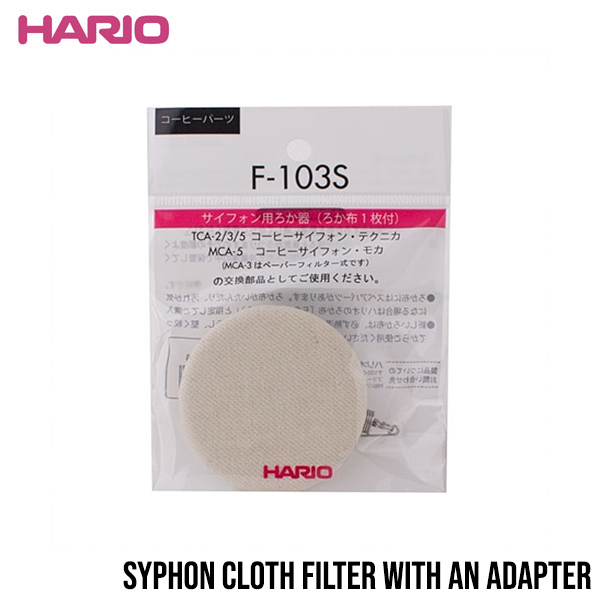 HARIO
コーヒーパーツ
F-103S
サイフォン用ろか器（ろか布1枚付）
TCA-2/3/5 コーヒーサイフォン・テクニカ
MCA-5 コーヒーサイフォン・モカ
(MCA-3はペーパーフィルター式です)
の交換部品としてご使用ください。
HARIO
SYPHON CLOTH FILTER WITH AN ADAPTER